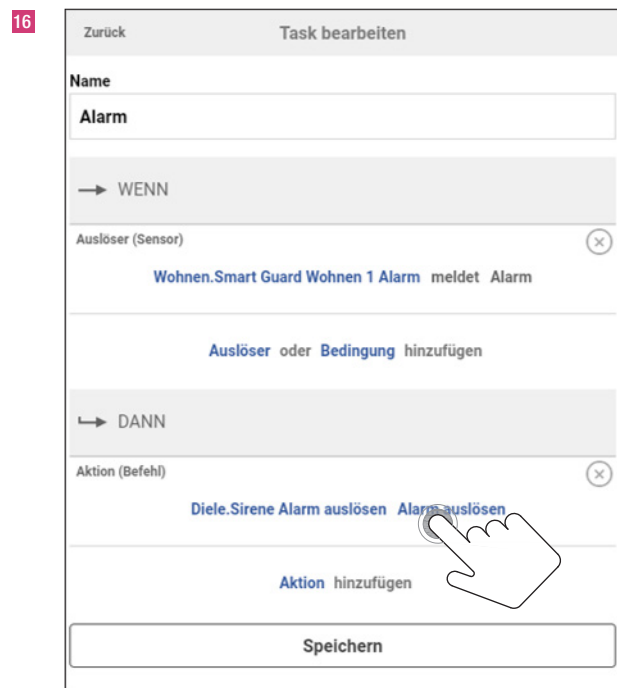 16
Zurück Task bearbeiten
Name
Alarm
WENN
Auslöser (Sensor)
Wohnen.Smart Guard Wohnen 1 Alarm meldet Alarm
Auslöser oder Bedingung hinzufügen
DANN
Aktion (Befehl)
Diele.Sirene Alarm auslösen Alarm auslösen
Aktion hinzufügen
Speichern